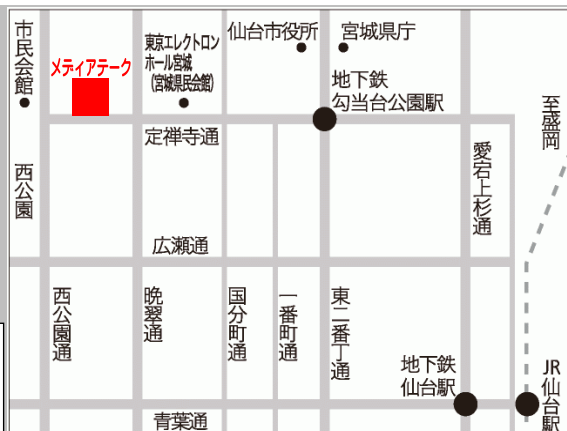 市民会館
メディアテーク
東京エレクトロン
ホール宮城
(宮城県民会館)
仙台市役所
宮城県庁
地下鉄
勾当台公園駅
至盛岡
定禅寺通
西公園
愛宕上杉通
広瀬通
西公園通
晩翠通
国分町通
一番町通
東二番丁通
地下鉄
仙台駅
JR
仙台駅
青葉通